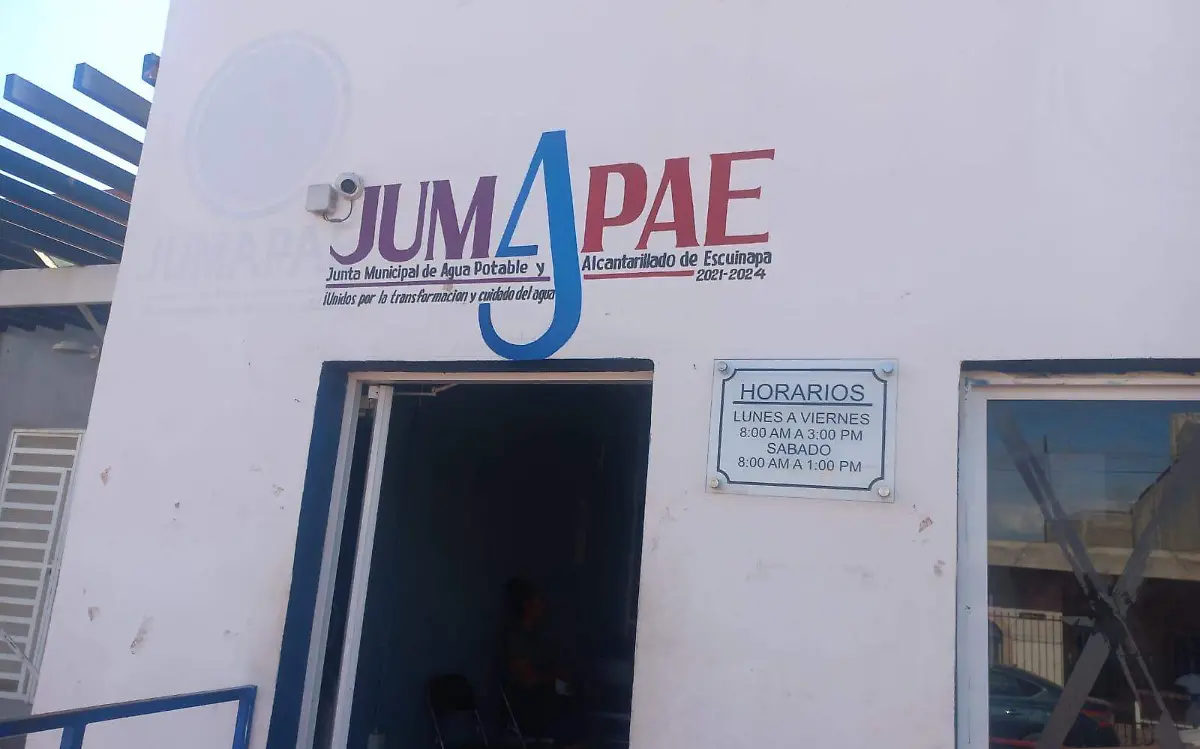 JUMAPAE
Junta Municipal de Agua Potable y Alcantarillado de Escuinapa
2021-2024
¡Unidos por la transformacion y cuidado del agua
JUMAPA
HORARIOS
LUNES A VIERNES
8:00 AM A 3:00 PM
SABADO
8:00 AM A 1:00 PM